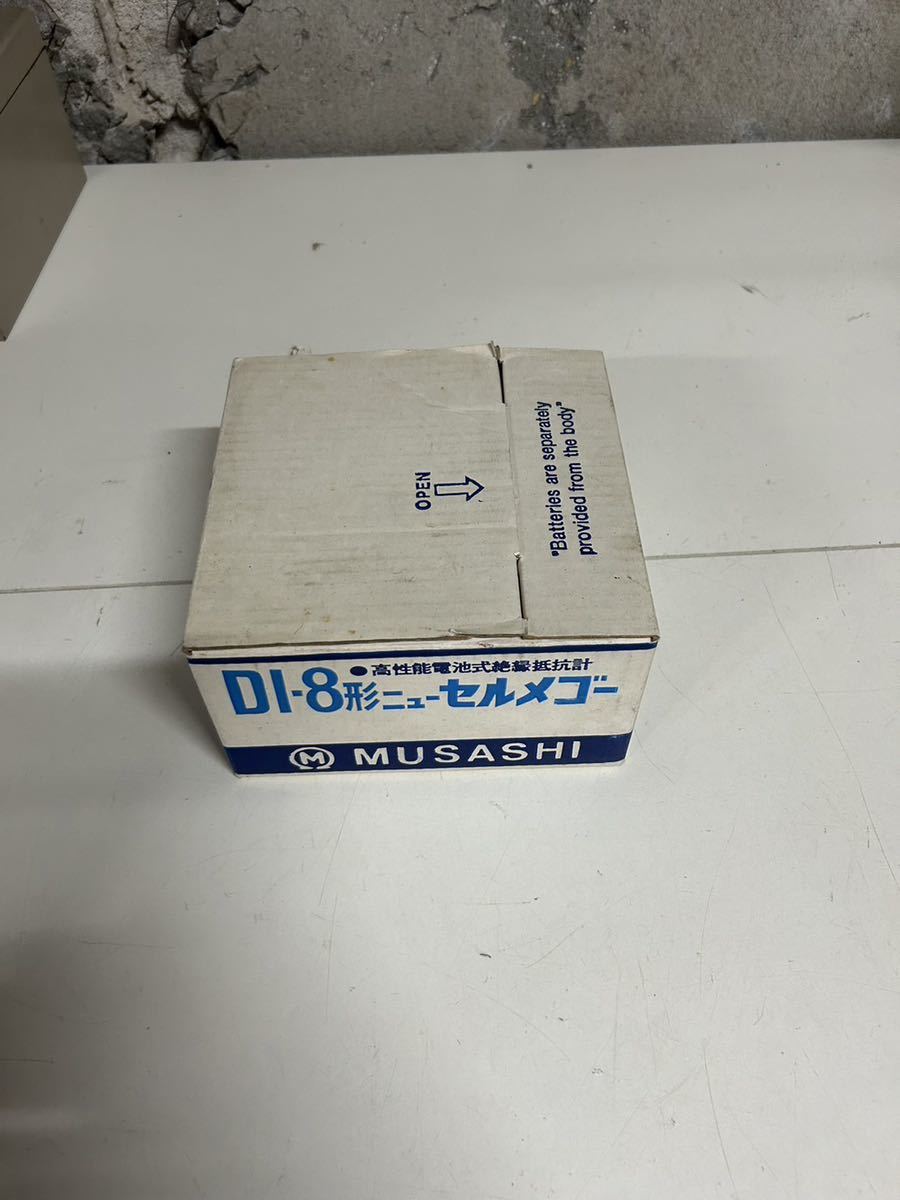 OPEN
"Batteries are separately
provided from the body"
●高性能電池式絶縁抵抗計
DI-8形ニューセルメゴー
M MUSASHI